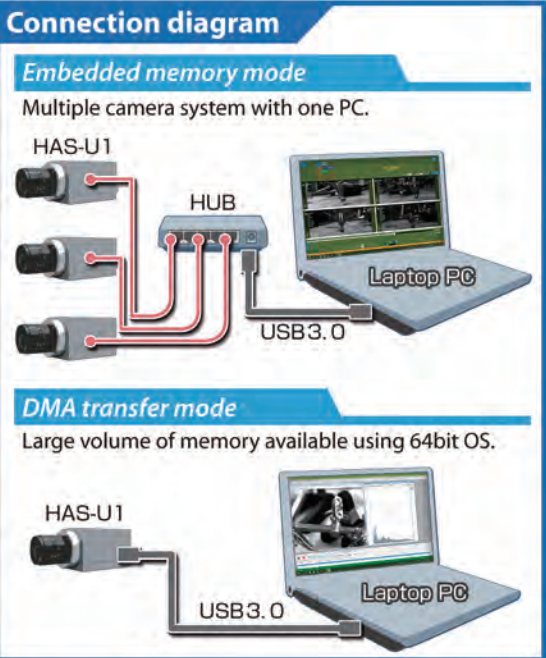 Connection diagram
Embedded memory mode
Multiple camera system with one PC.
HAS-U1
HUB
Laptop PC
USB3.0
DMA transfer mode
Large volume of memory available using 64bit OS.
HAS-U1
Laptop PC
USB3.0